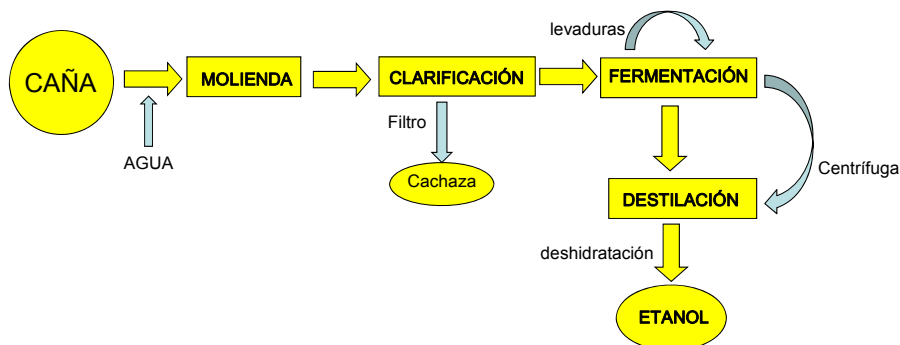 levaduras
CAÑA
MOLIENDA
CLARIFICACIÓN
FERMENTACIÓN
AGUA
Filtro
Cachaza
Centrífuga
DESTILACIÓN
deshidratación
ETANOL